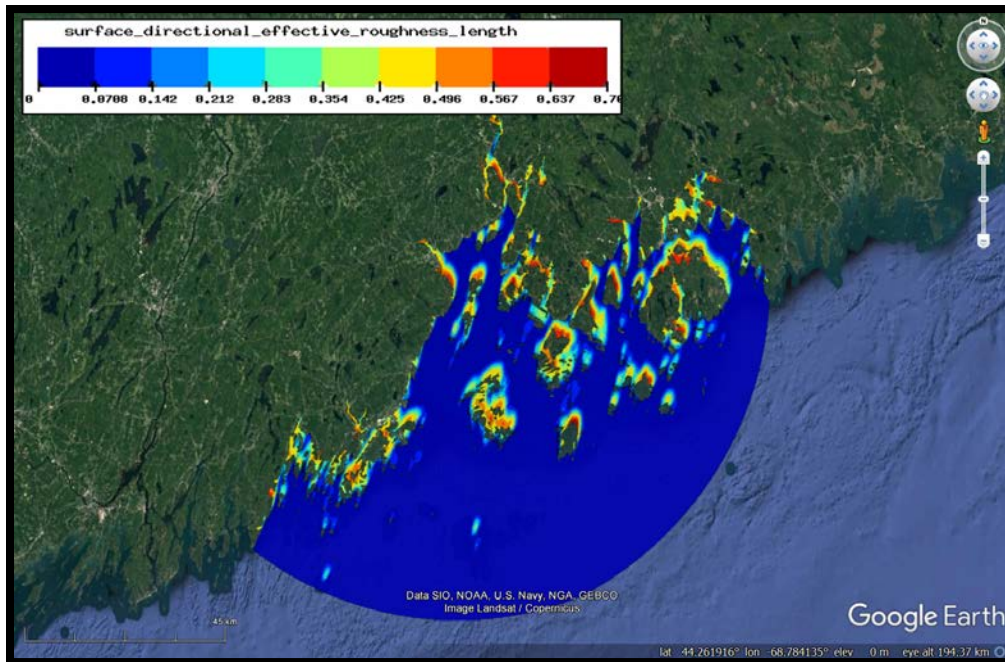 surface_directional_effective_roughness_length
0 0.0708 0.142 0.212 0.283 0.354 0.425 0.496 0.567 0.637
N
Data SIO, NOAA, U.S. Navy, NGA, GEBCO
Image Landsat / Copernicus
45 km
Google Earth
lat 44.261916° lon -68.784135° elev 0 m eye alt 194.37 km